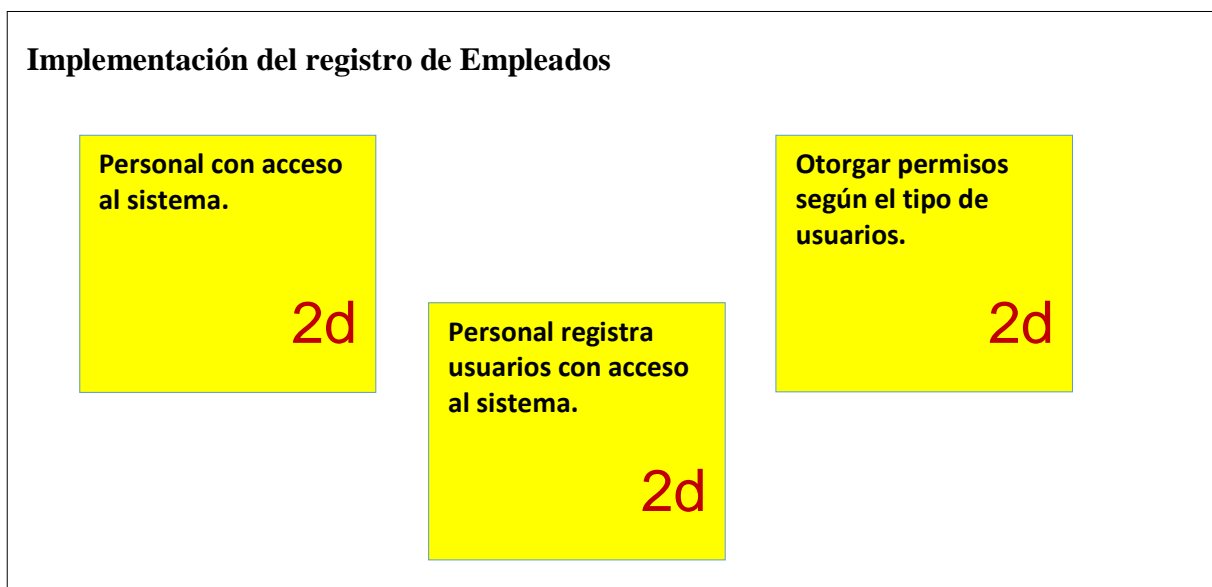 Implementación del registro de Empleados
Personal con acceso
al sistema.
2d
Personal registra
usuarios con acceso
al sistema.
2d
Otorgar permisos
según el tipo de
usuarios.
2d